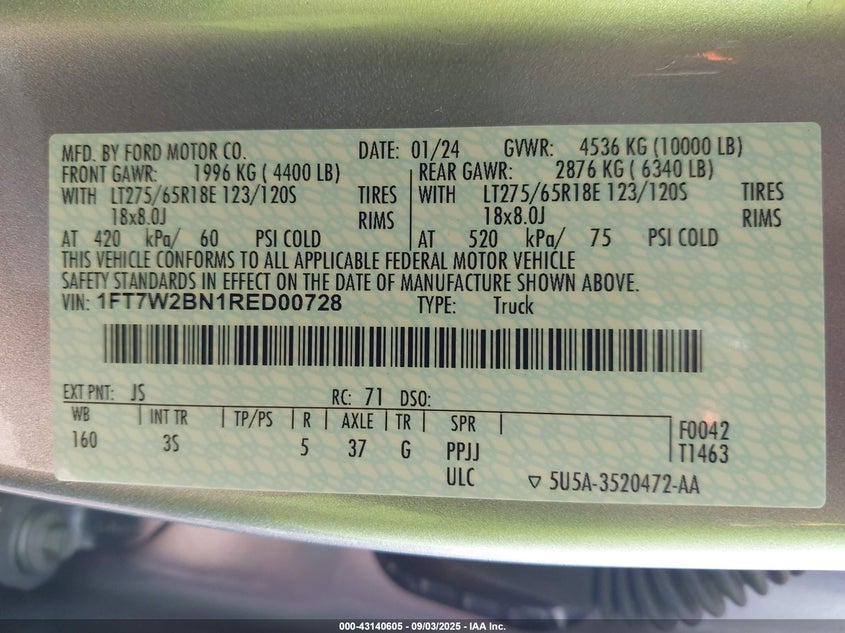 MFD. BY FORD MOTOR CO. DATE: 01/24 GVWR: 4536 KG (10000 LB)
FRONT GAWR: 1996 KG ( 4400 LB) REAR GAWR: 2876 KG ( 6340 LB)
WITH LT275/65R18E 123/120S TIRES WITH LT275/65R18E 123/120S TIRES
18x8.0J RIMS 18x8.0J RIMS
AT 420 kPa/ 60 PSI COLD AT 520 kPa/ 75 PSI COLD
THIS VEHICLE CONFORMS TO ALL APPLICABLE FEDERAL MOTOR VEHICLE
SAFETY STANDARDS IN EFFECT ON THE DATE OF MANUFACTURE SHOWN ABOVE.
VIN: 1FT7W2BN1RED00728 TYPE: Truck
EXT PNT: JS RC: 71 DSO:
WB INT TR TP/PS R AXLE TR SPR F0042
160 3S 5 37 G PPJJ T1463
ULC ▽ 5U5A-3520472-AA
000-43140605 - 09/03/2025 - IAA Inc.